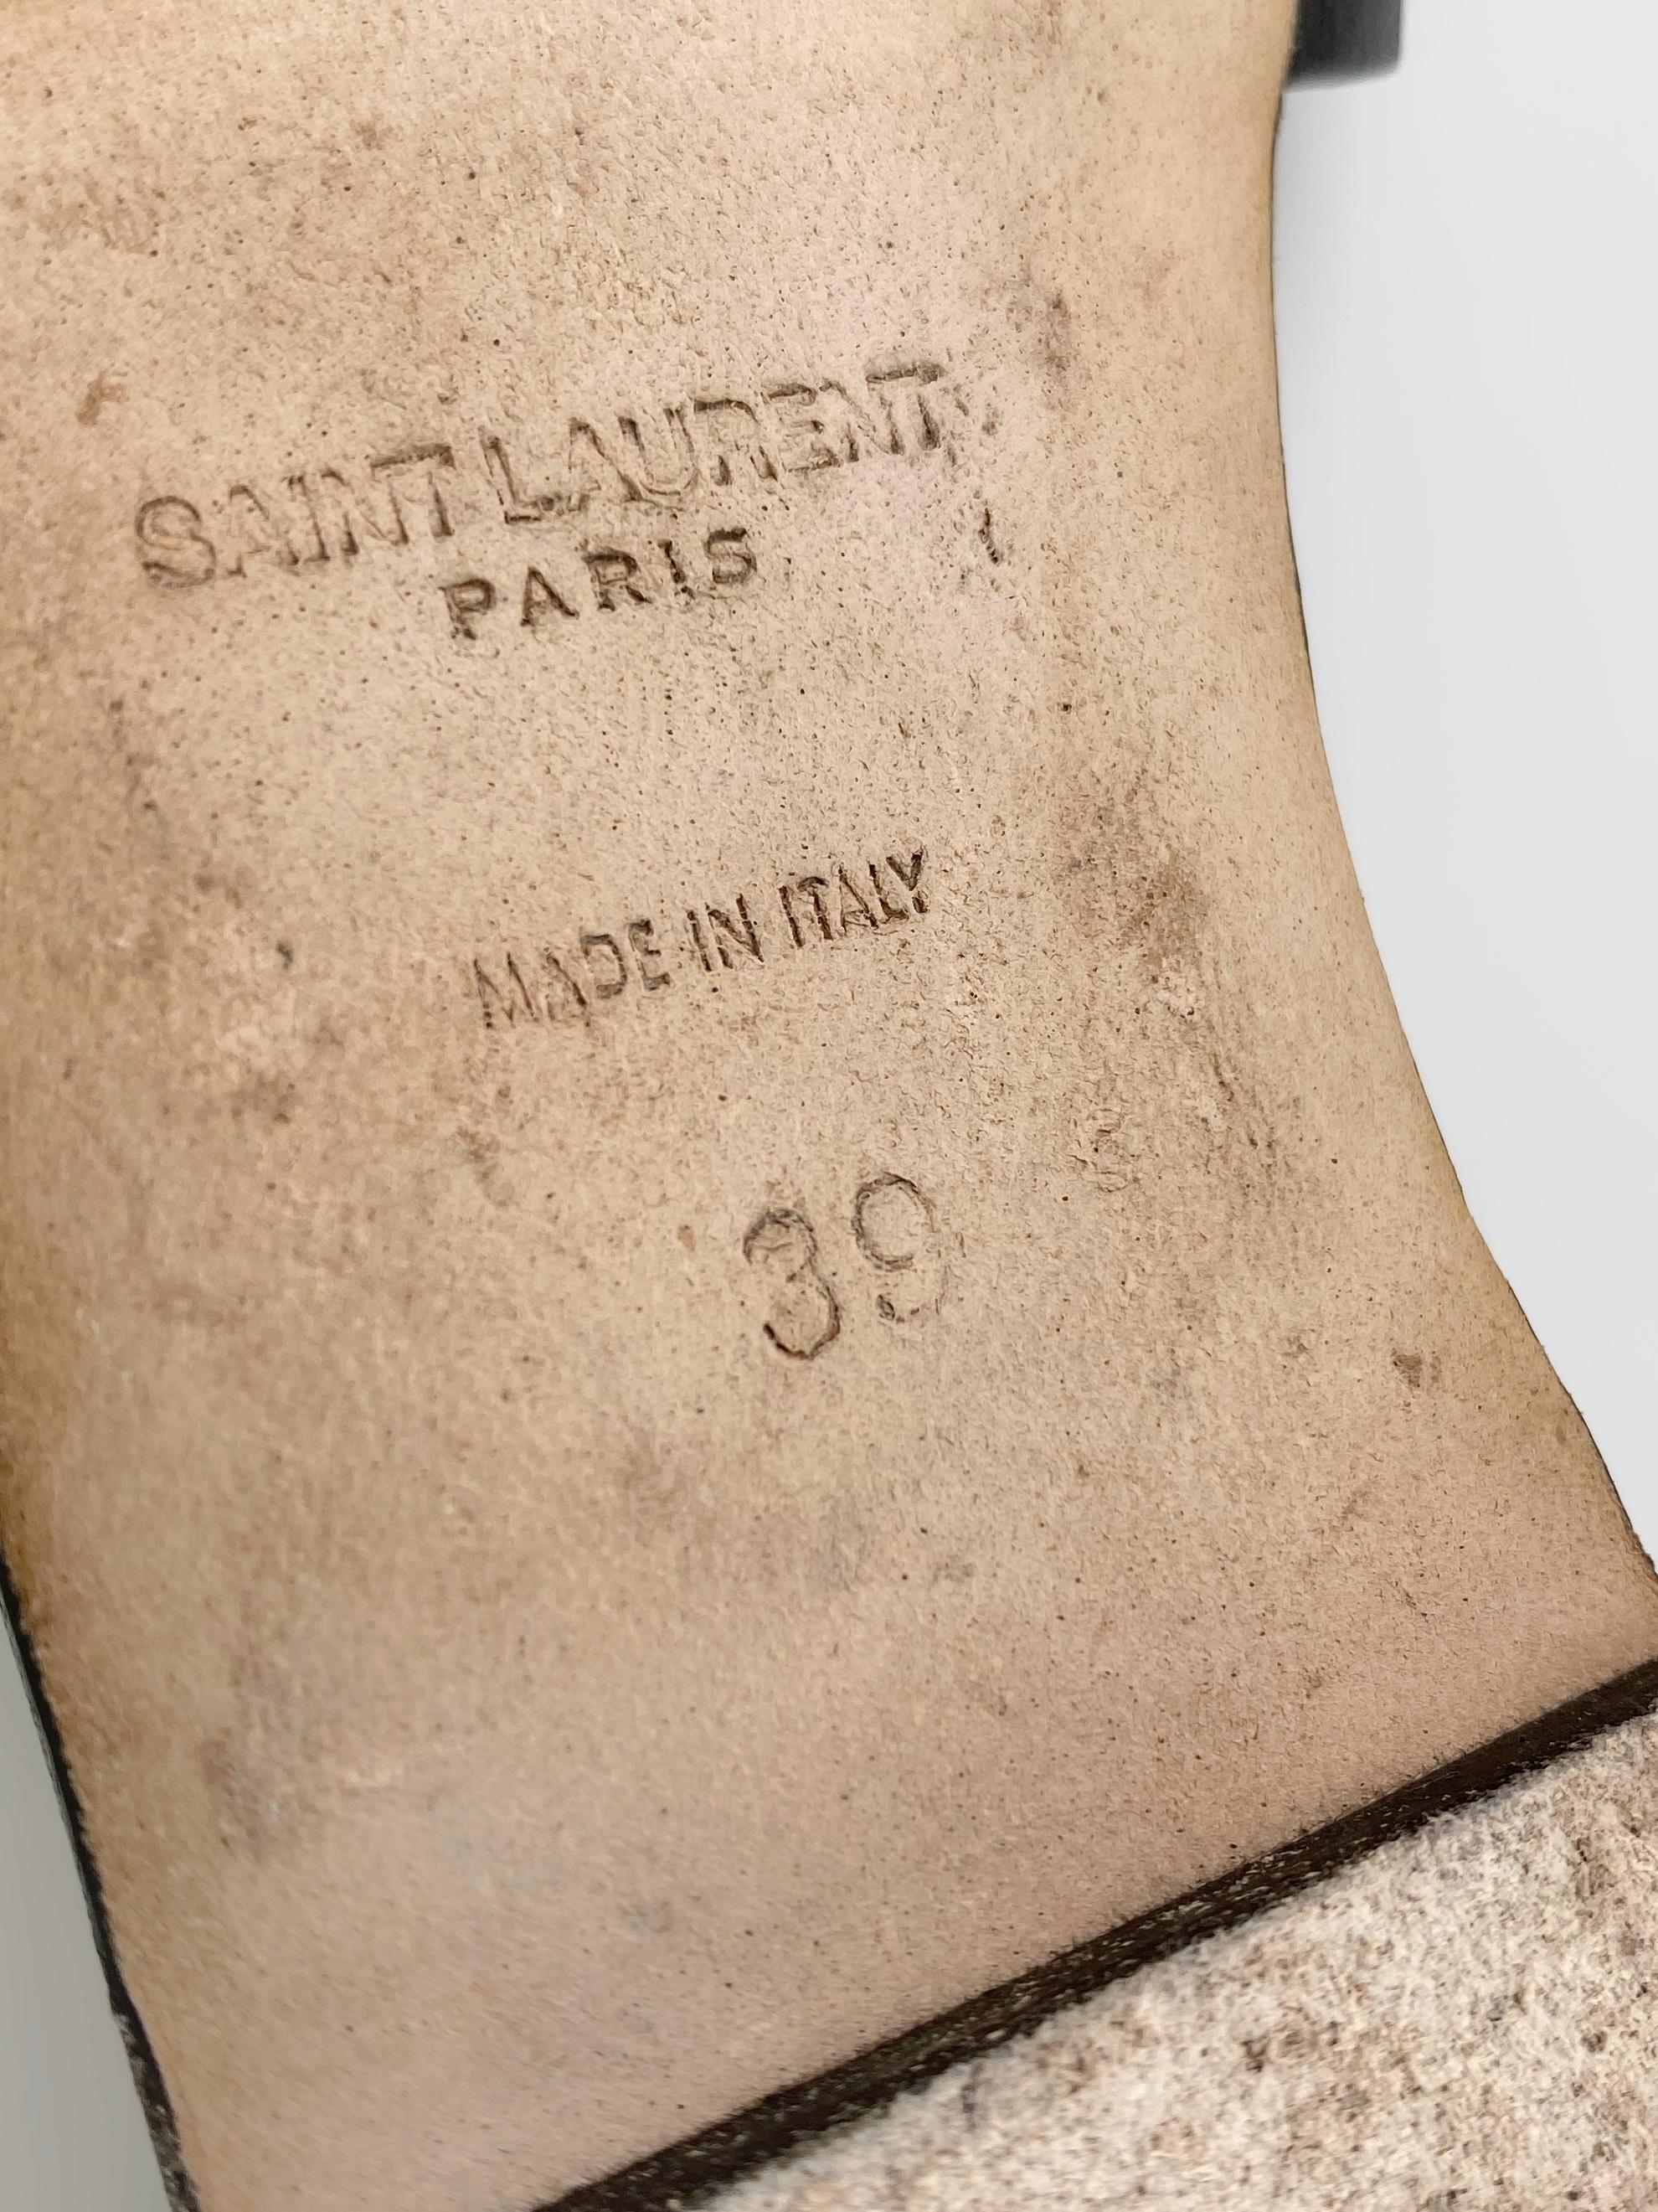 SAINT LAURENT
PARIS
MADE IN ITALY
39